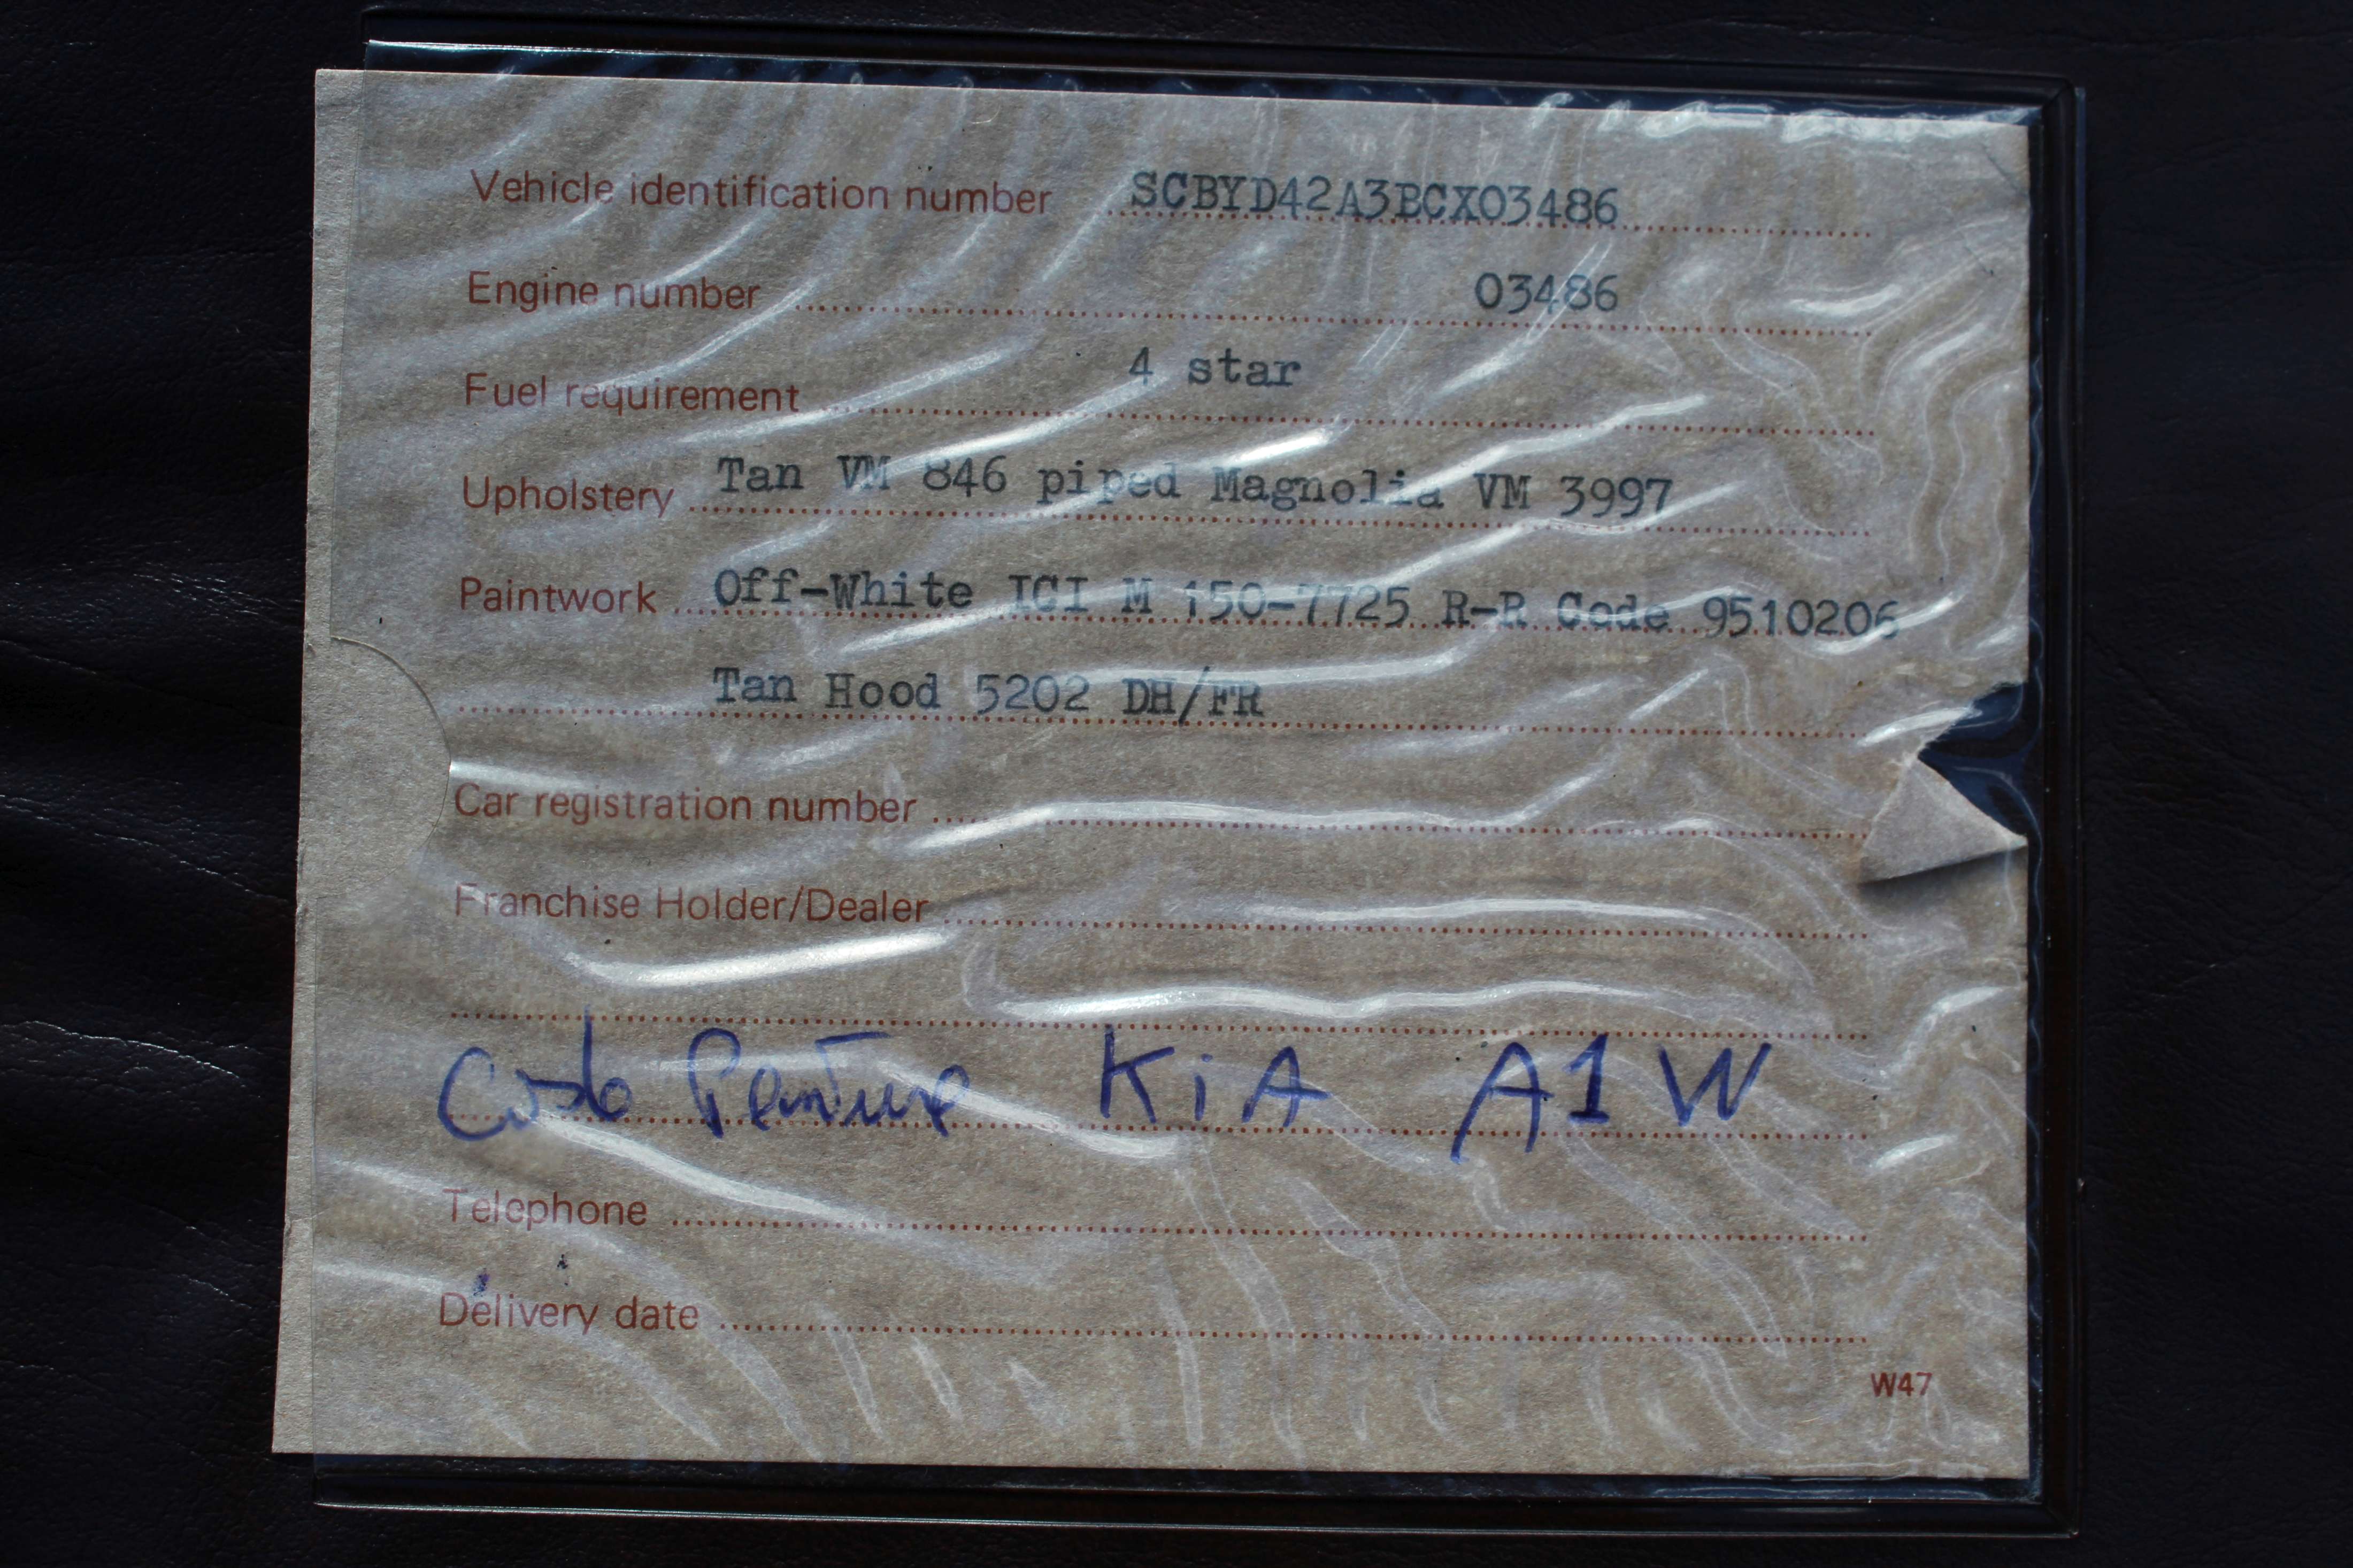 Vehicle identification number SCBYD42A3BCX03486
Engine number 03486
Fuel requirement 4 star
Upholstery Tan VM 846 piped Magnolia VM 3997
Paintwork Off-White ICI M 150-7725 R-R Code 9510206
Tan Hood 5202 DH/FR
Car registration number
Franchise Holder/Dealer
Code Penture KiA A1W
Telephone
Delivery date
W47